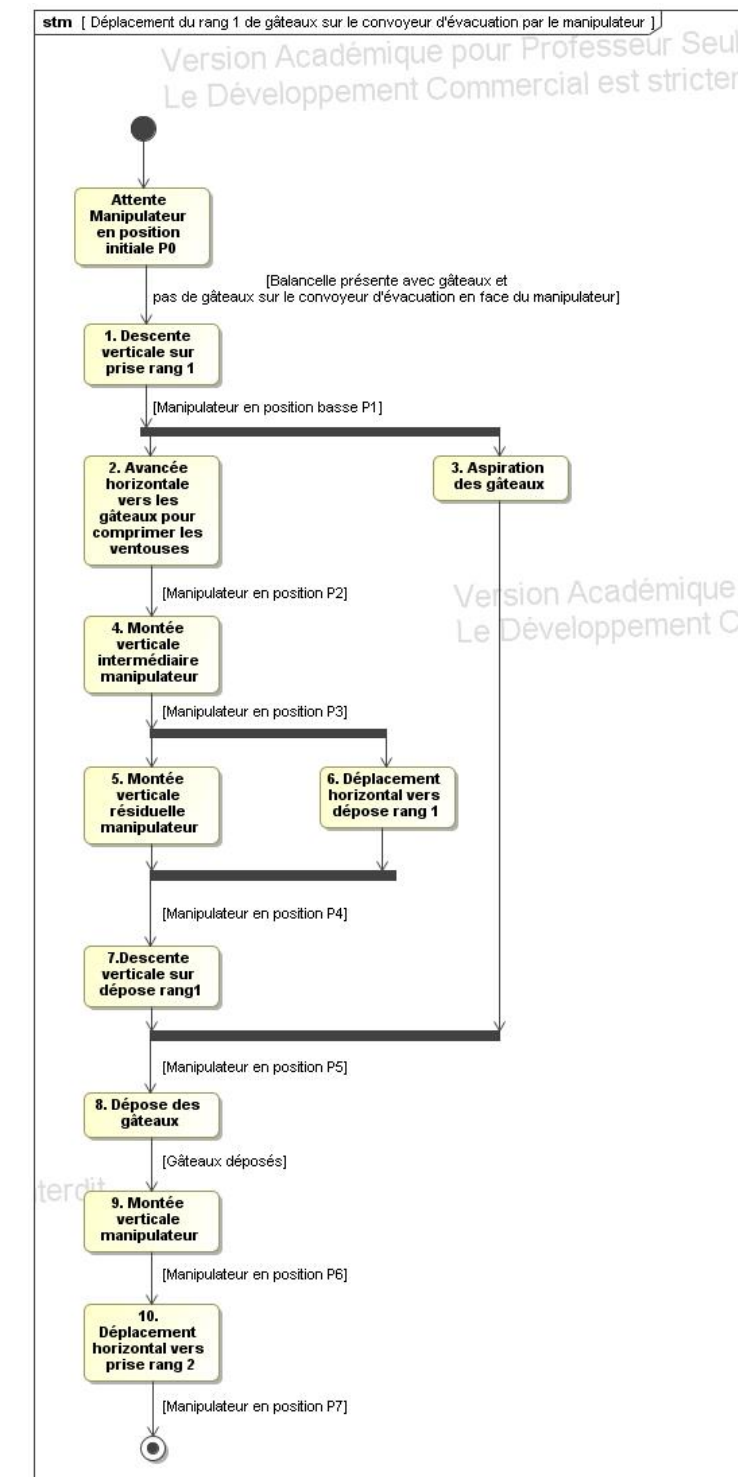 stm [ Déplacement du rang 1 de gâteaux sur le convoyeur d'évacuation par le manipulateur ]
Version Académique pour Professeur Seul
Le Développement Commercial est stricter
Attente
Manipulateur
en position
initiale P0
[Balancelle présente avec gâteaux et
pas de gâteaux sur le convoyeur d'évacuation en face du manipulateur]
1. Descente
verticale sur
prise rang 1
[Manipulateur en position basse P1]
2. Avancée
horizontale
vers les
gâteaux pour
comprimer les
ventouses
3. Aspiration
des gâteaux
[Manipulateur en position P2]
Version Académique
Le Développement C
4. Montée
verticale
intermédiaire
manipulateur
[Manipulateur en position P3]
5. Montée
verticale
résiduelle
manipulateur
6. Déplacement
horizontal vers
dépose rang 1
[Manipulateur en position P4]
7.Descente
verticale sur
dépose rang1
[Manipulateur en position P5]
8. Dépose des
gâteaux
[Gâteaux déposés]
terdit
9. Montée
verticale
manipulateur
[Manipulateur en position P6]
10.
Déplacement
horizontal vers
prise rang 2
[Manipulateur en position P7]